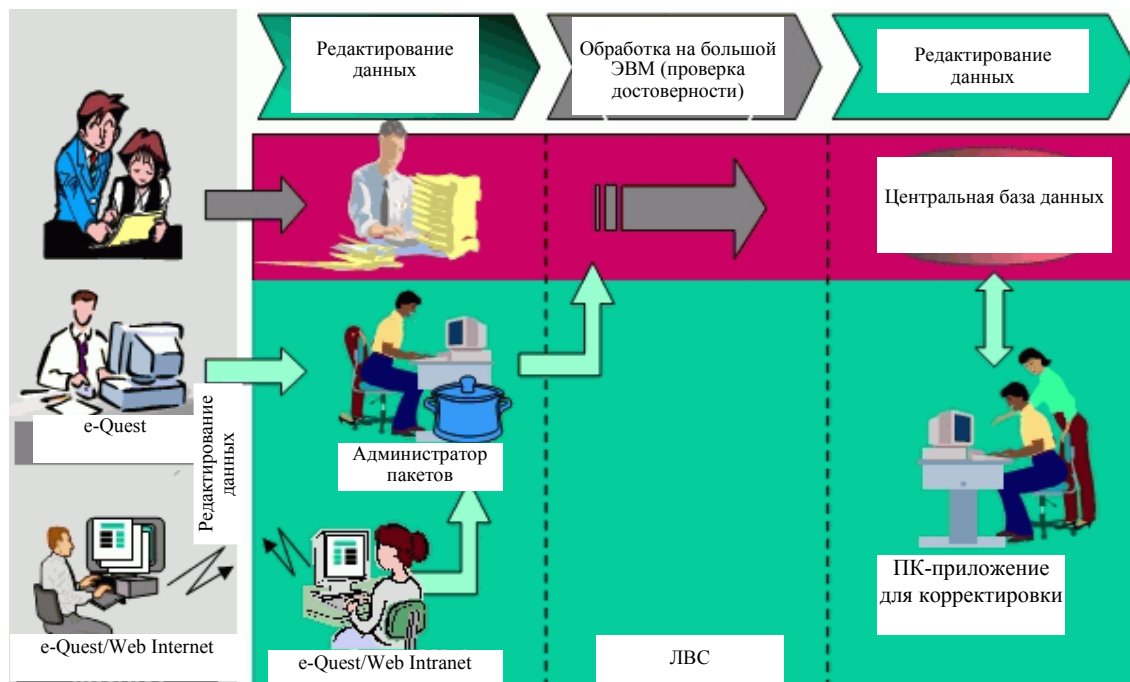 Редактирование
данных
Обработка на большой
ЭВМ (проверка
достоверности)
Редактирование
данных
Центральная база данных
e-Quest
Редактирование
данных
Администратор
пакетов
ПК-приложение
для корректировки
e-Quest/Web Internet
e-Quest/Web Intranet
ЛВС